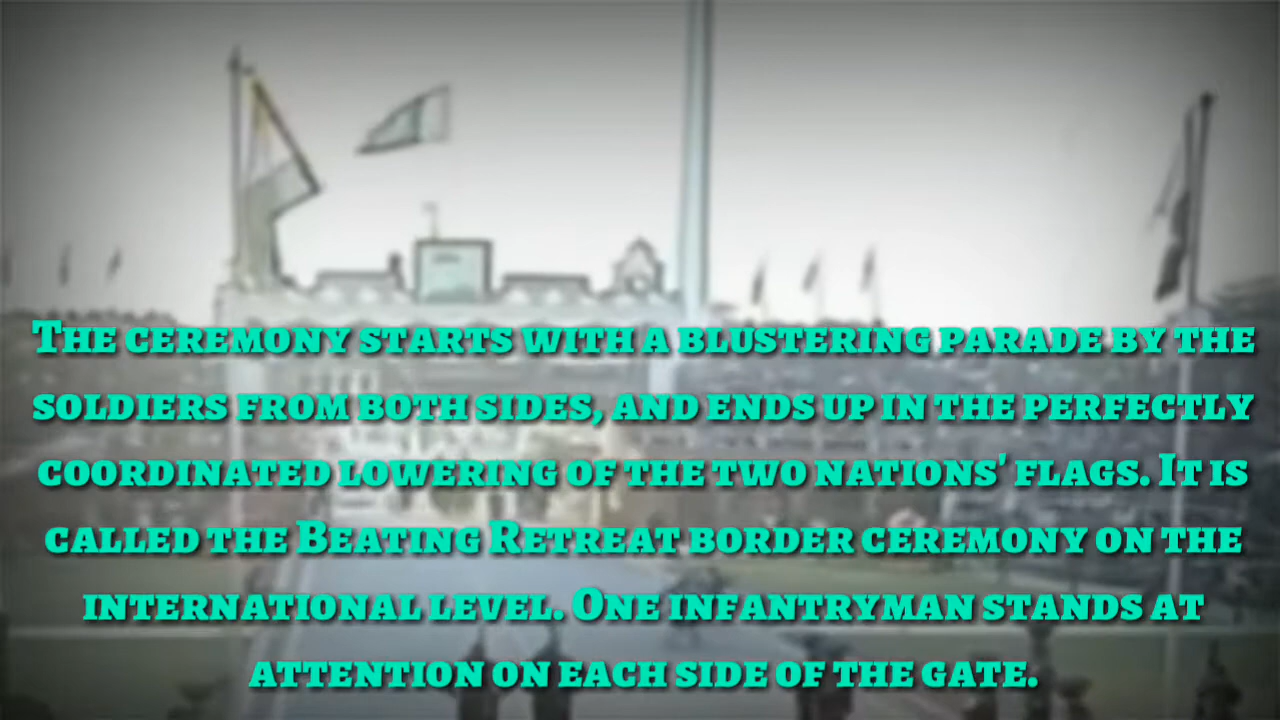 The ceremony starts with a blustering parade by the
soldiers from both sides, and ends up in the perfectly
coordinated lowering of the two nations' flags. It is
called the Beating Retreat border ceremony on the
international level. One infantryman stands at
attention on each side of the gate.